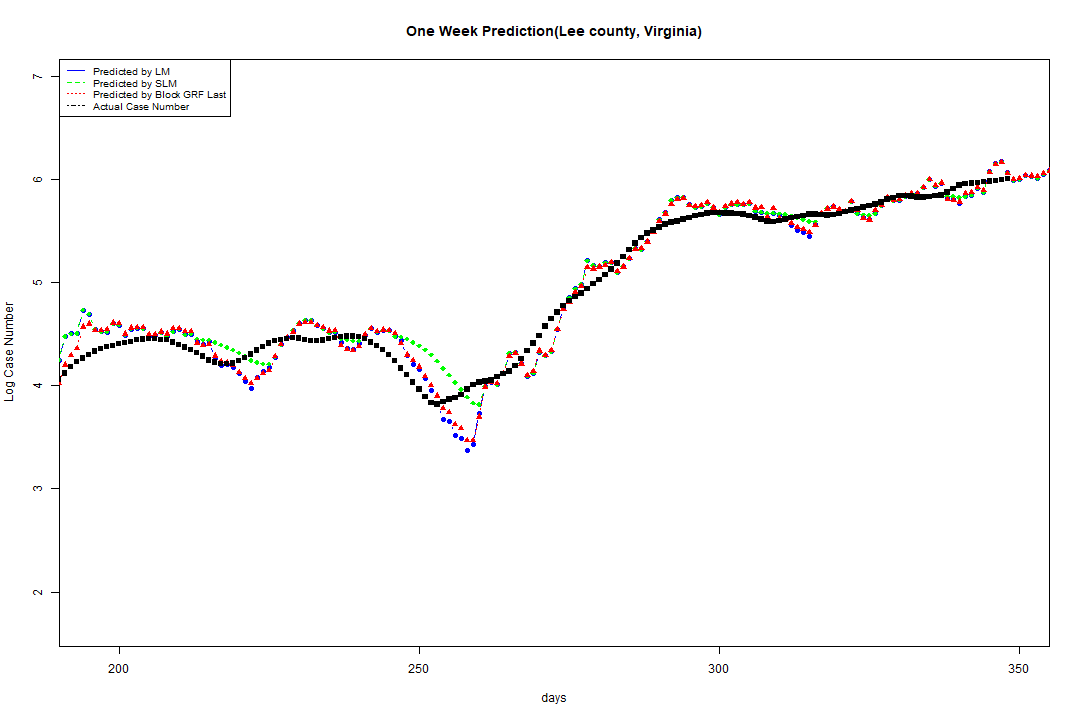 One Week Prediction(Lee county, Virginia)
Predicted by LM
Predicted by SLM
Predicted by Block GRF Last
Actual Case Number
7
6
5
4
3
2
Log Case Number
200 250 300 350
days